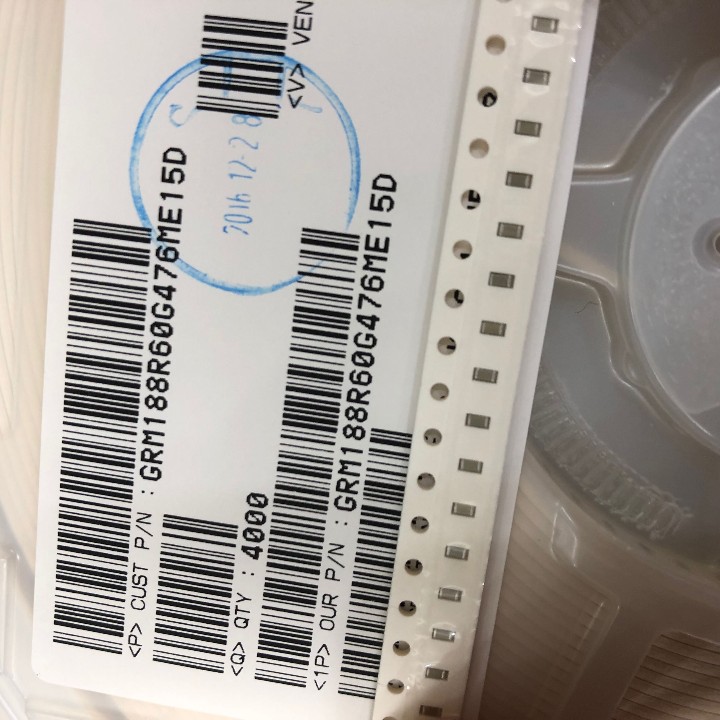 <V> VEN
2016 12-28
<P> CUST P/N : GRM188R60G476ME15D
<Q> QTY : 4000
<1P> OUR P/N : GRM188R60G476ME15D